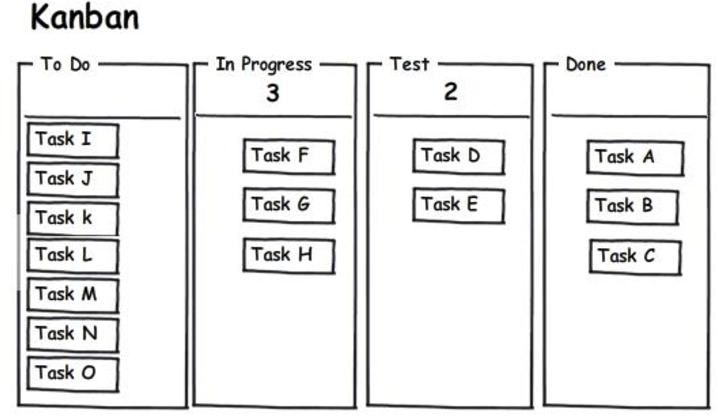 Kanban
To Do
Task I
Task J
Task k
Task L
Task M
Task N
Task O
In Progress
3
Task F
Task G
Task H
Test
2
Task D
Task E
Done
Task A
Task B
Task C